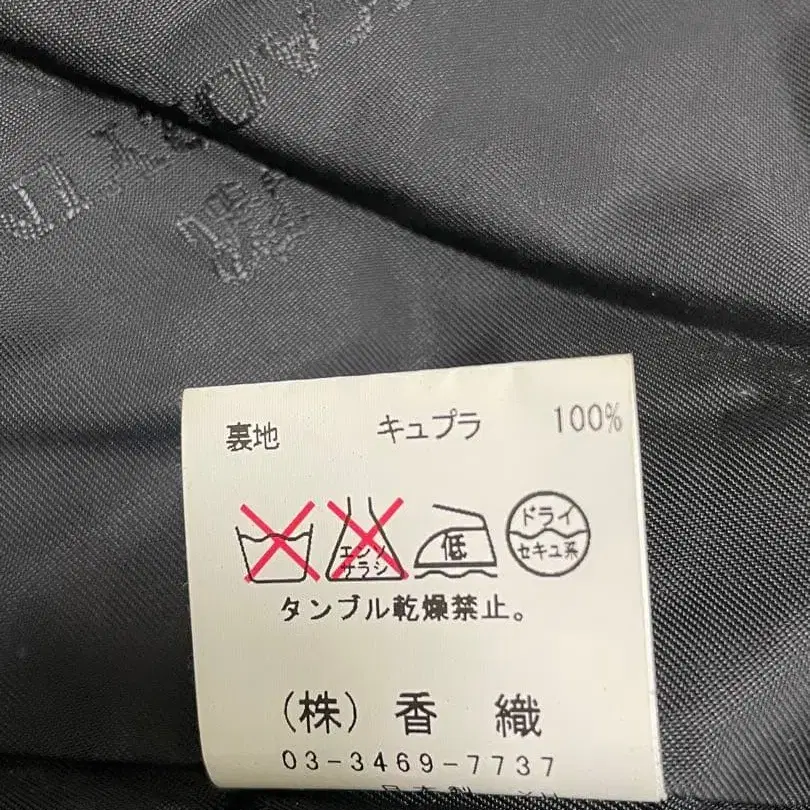 裏地 キュプラ 100%
エンソ
サラシ
低
ドライ
セキユ系
タンブル乾燥禁止。
(株) 香 織
03-3469-7737